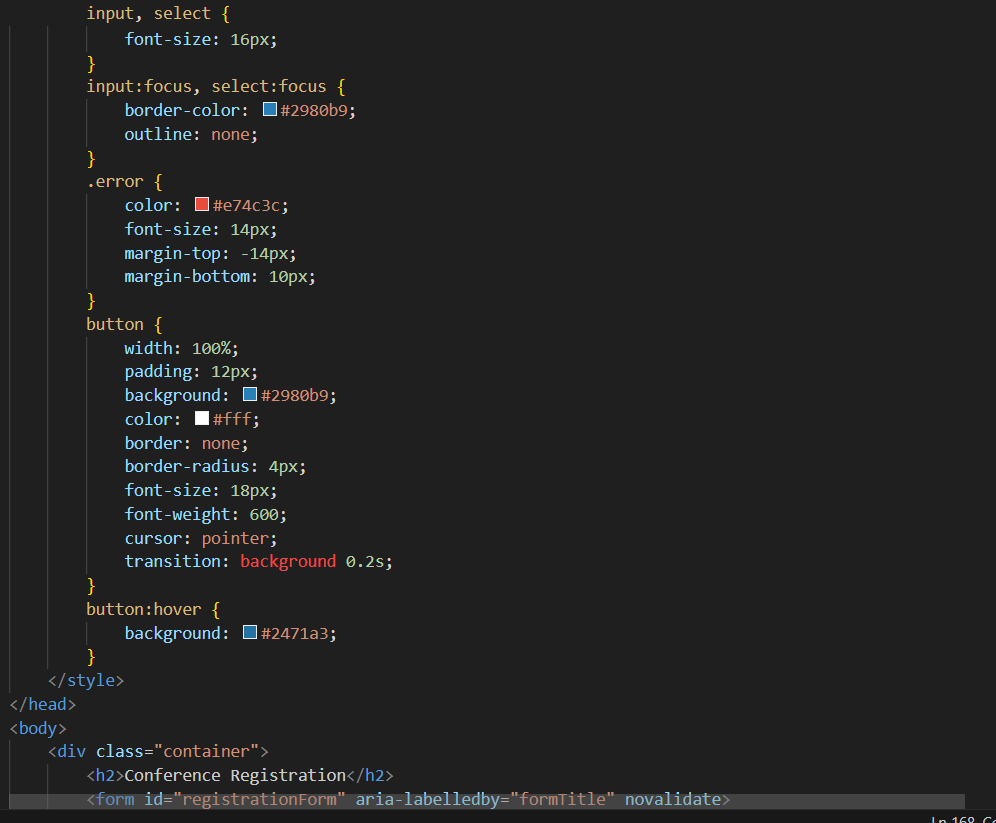 input, select {
font-size: 16px;
}
input:focus, select:focus {
border-color: #2980b9;
outline: none;
}
.error {
color: #e74c3c;
font-size: 14px;
margin-top: -14px;
margin-bottom: 10px;
}
button {
width: 100%;
padding: 12px;
background: #2980b9;
color: #fff;
border: none;
border-radius: 4px;
font-size: 18px;
font-weight: 600;
cursor: pointer;
transition: background 0.2s;
}
button:hover {
background: #2471a3;
}
</style>
</head>
<body>
<div class="container">
<h2>Conference Registration</h2>
<form id="registrationForm" aria-labelledby="formTitle" novalidate>
Ln 168, Co